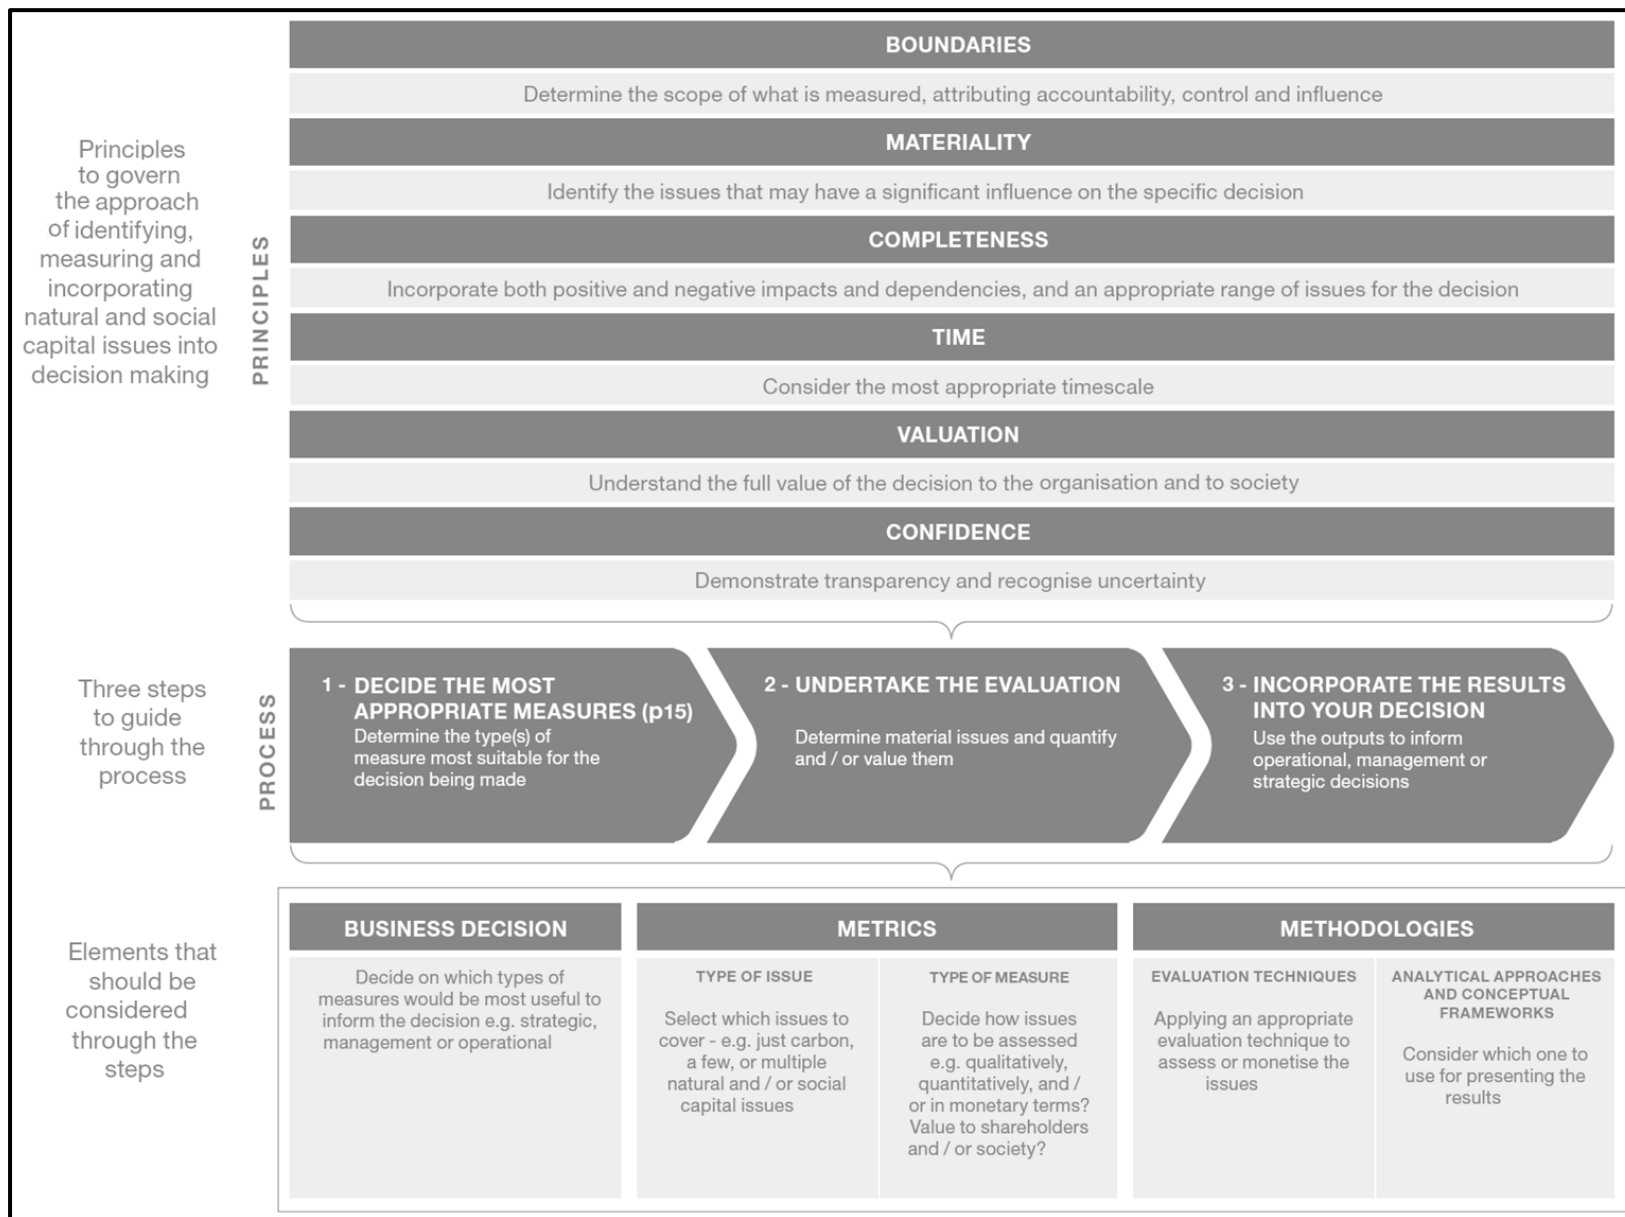 BOUNDARIES
Determine the scope of what is measured, attributing accountability, control and influence
MATERIALITY
Identify the issues that may have a significant influence on the specific decision
COMPLETENESS
Incorporate both positive and negative impacts and dependencies, and an appropriate range of issues for the decision
TIME
Consider the most appropriate timescale
VALUATION
Understand the full value of the decision to the organisation and to society
CONFIDENCE
Demonstrate transparency and recognise uncertainty
Principles
to govern
the approach
of identifying,
measuring and
incorporating
natural and social
capital issues into
decision making
PRINCIPLES
Three steps
to guide
through the
process
PROCESS
1 - DECIDE THE MOST
APPROPRIATE MEASURES (p15)
Determine the type(s) of
measure most suitable for the
decision being made
2 - UNDERTAKE THE EVALUATION
Determine material issues and quantify
and / or value them
3 - INCORPORATE THE RESULTS
INTO YOUR DECISION
Use the outputs to inform
operational, management or
strategic decisions
Elements that
should be
considered
through the
steps
BUSINESS DECISION
Decide on which types of
measures would be most useful to
inform the decision e.g. strategic,
management or operational
METRICS
TYPE OF ISSUE
Select which issues to
cover - e.g. just carbon,
a few, or multiple
natural and / or social
capital issues
TYPE OF MEASURE
Decide how issues
are to be assessed
e.g. qualitatively,
quantitatively, and /
or in monetary terms?
Value to shareholders
and / or society?
METHODOLOGIES
EVALUATION TECHNIQUES
Applying an appropriate
evaluation technique to
assess or monetise the
issues
ANALYTICAL APPROACHES
AND CONCEPTUAL
FRAMEWORKS
Consider which one to
use for presenting the
results